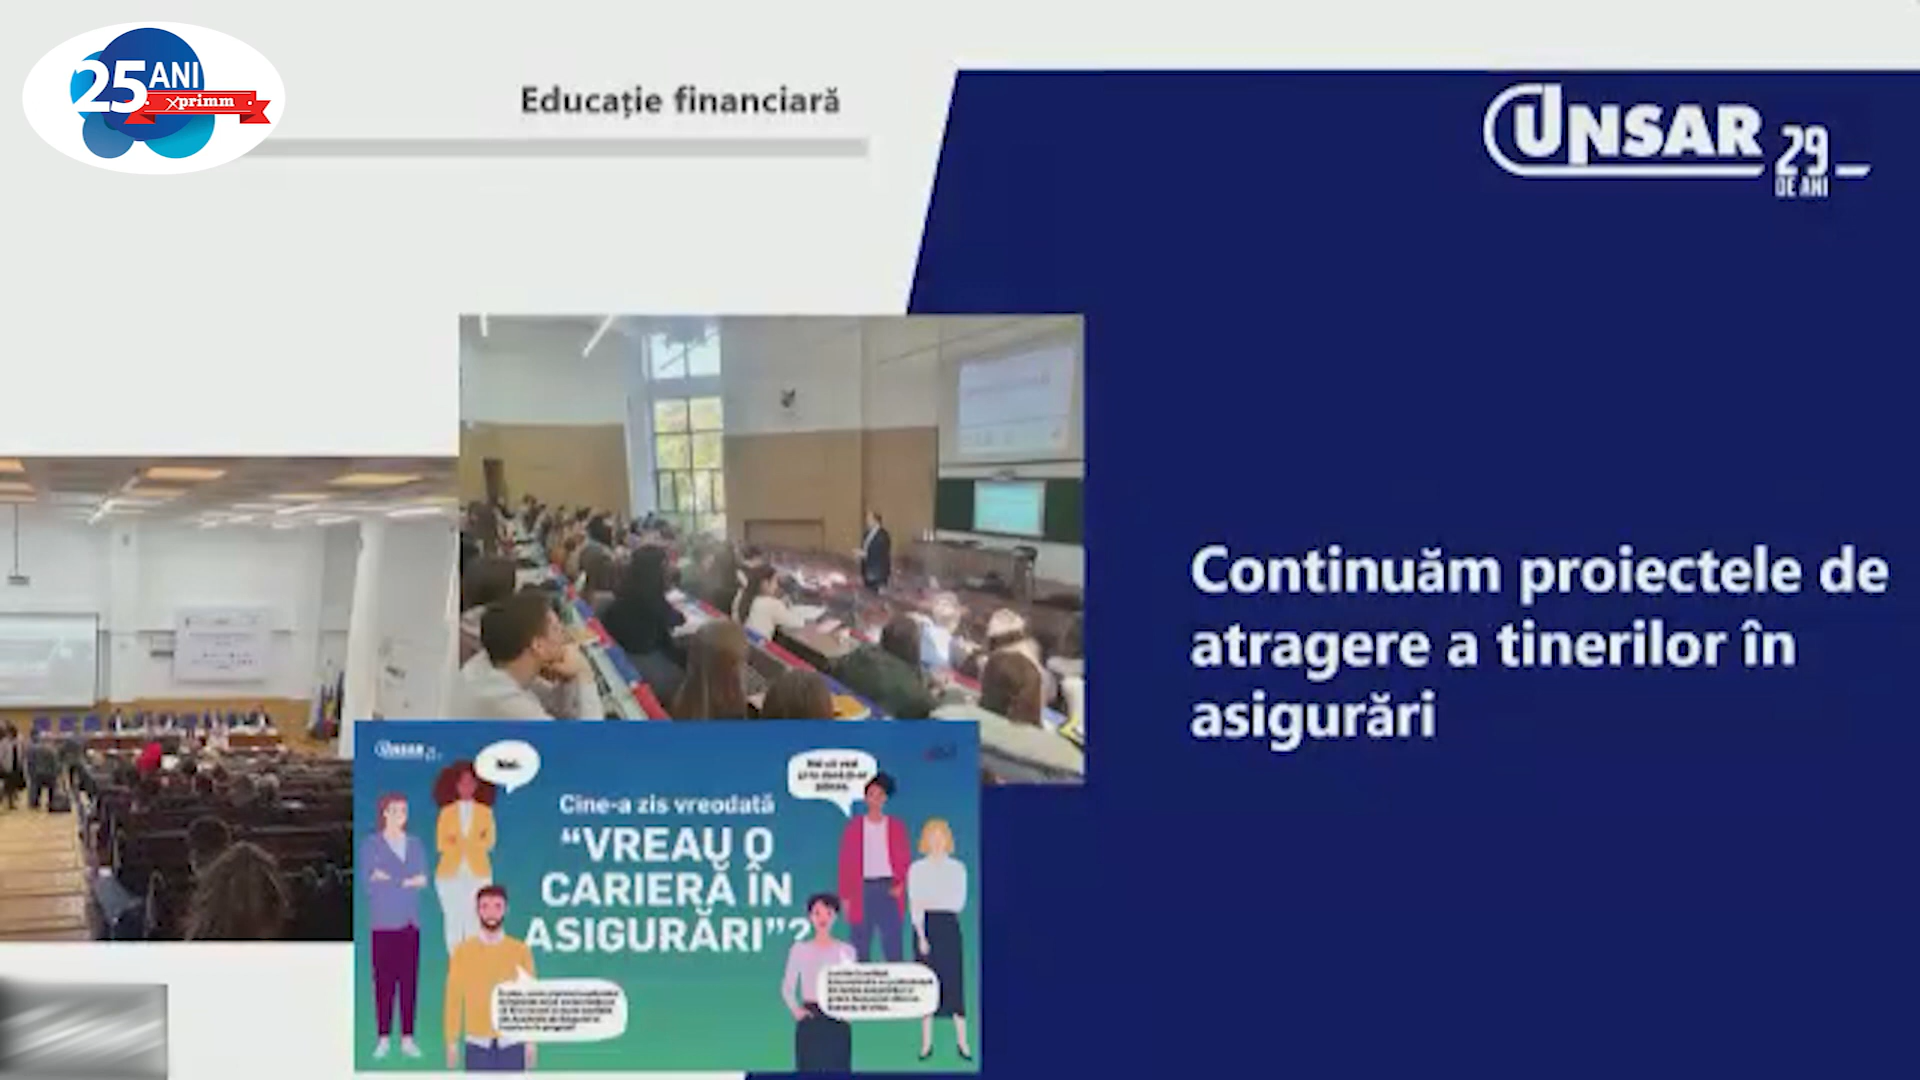 25 ANI
xprimm
Educație financiară
UNSAR
29
DE ANI
Continuăm proiectele de
atragere a tinerilor în
asigurări
UNSAR
Cine-a zis vreodată
“VREAU O
CARIERĂ ÎN
ASIGURĂRI”?